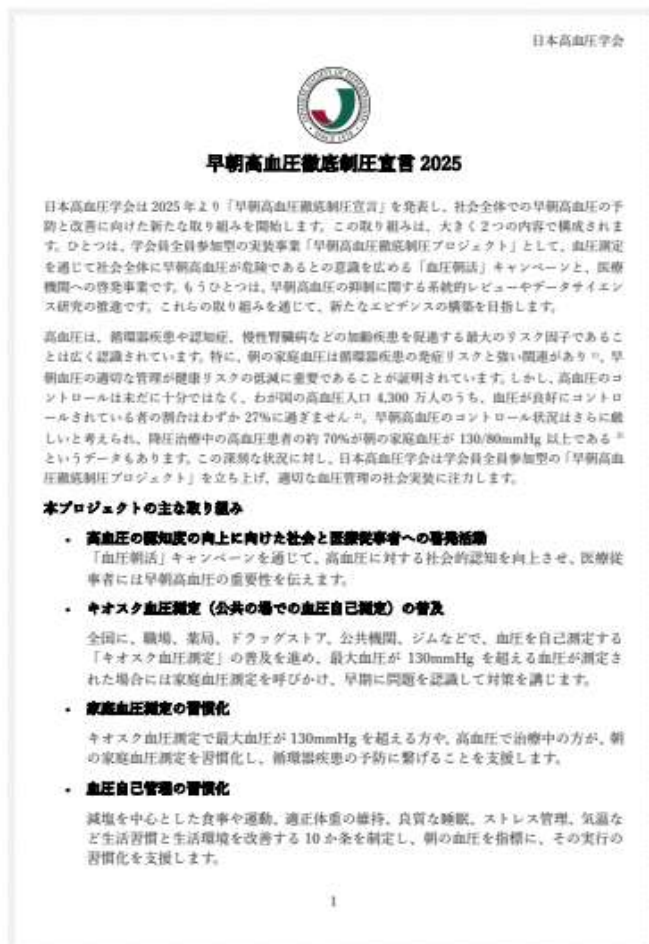 日本高血圧学会
早朝高血圧徹底制圧宣言 2025
日本高血圧学会は 2025 年より「早朝高血圧徹底制圧宣言」を発表し、社会全体での早朝高血圧の予
防と改善に向けた新たな取り組みを開始します。この取り組みは、大きく２つの内容で構成されま
す。ひとつは、学会員全員参加型の実装事業「早朝高血圧徹底制圧プロジェクト」として、血圧測定
を通じて社会全体に早朝高血圧が危険であるとの意識を広める「血圧朝活」キャンペーンと、医療
機関への啓発事業です。もうひとつは、早朝高血圧の抑制に関する系統的レビューやデータサイエン
ス研究の推進です。これらの取り組みを通じて、新たなエビデンスの構築を目指します。
高血圧は、循環器疾患や認知症、慢性腎臓病などの加齢疾患を促進する最大のリスク因子であるこ
とは広く認識されています。特に、朝の家庭血圧は循環器疾患の発症リスクと強い関連があり 1)、早
朝血圧の適切な管理が健康リスクの低減に重要であることが証明されています。しかし、高血圧のコ
ントロールは未だに十分ではなく、わが国の高血圧人口 4,300 万人のうち、血圧が良好にコントロ
ールされている者の割合はわずか 27%に過ぎません 2)。早朝高血圧のコントロール状況はさらに厳
しいと考えられ、降圧治療中の高血圧患者の約 70%が朝の家庭血圧が 130/80mmHg 以上である 3)
というデータもあります。この深刻な状況に対し、日本高血圧学会は学会員全員参加型の「早朝高血
圧徹底制圧プロジェクト」を立ち上げ、適切な血圧管理の社会実装に注力します。
本プロジェクトの主な取り組み
• 高血圧の認知度の向上に向けた社会と医療従事者への啓発活動
「血圧朝活」キャンペーンを通じて、高血圧に対する社会的認知を向上させ、医療従
事者には早朝高血圧の重要性を伝えます。
• キオスク血圧測定（公共の場での血圧自己測定）の普及
全国に、職場、薬局、ドラッグストア、公共機関、ジムなどで、血圧を自己測定する
「キオスク血圧測定」の普及を進め、最大血圧が 130mmHg を超える血圧が測定さ
れた場合には家庭血圧測定を呼びかけ、早期に問題を認識して対策を講じます。
• 家庭血圧測定の習慣化
キオスク血圧測定で最大血圧が 130mmHg を超える方や、高血圧で治療中の方が、朝
の家庭血圧測定を習慣化し、循環器疾患の予防に繋げることを支援します。
• 血圧自己管理の習慣化
減塩を中心とした食事や運動、適正体重の維持、良質な睡眠、ストレス管理、気温な
ど生活習慣と生活環境を改善する 10 か条を制定し、朝の血圧を指標に、その実行の
習慣化を支援します。
1